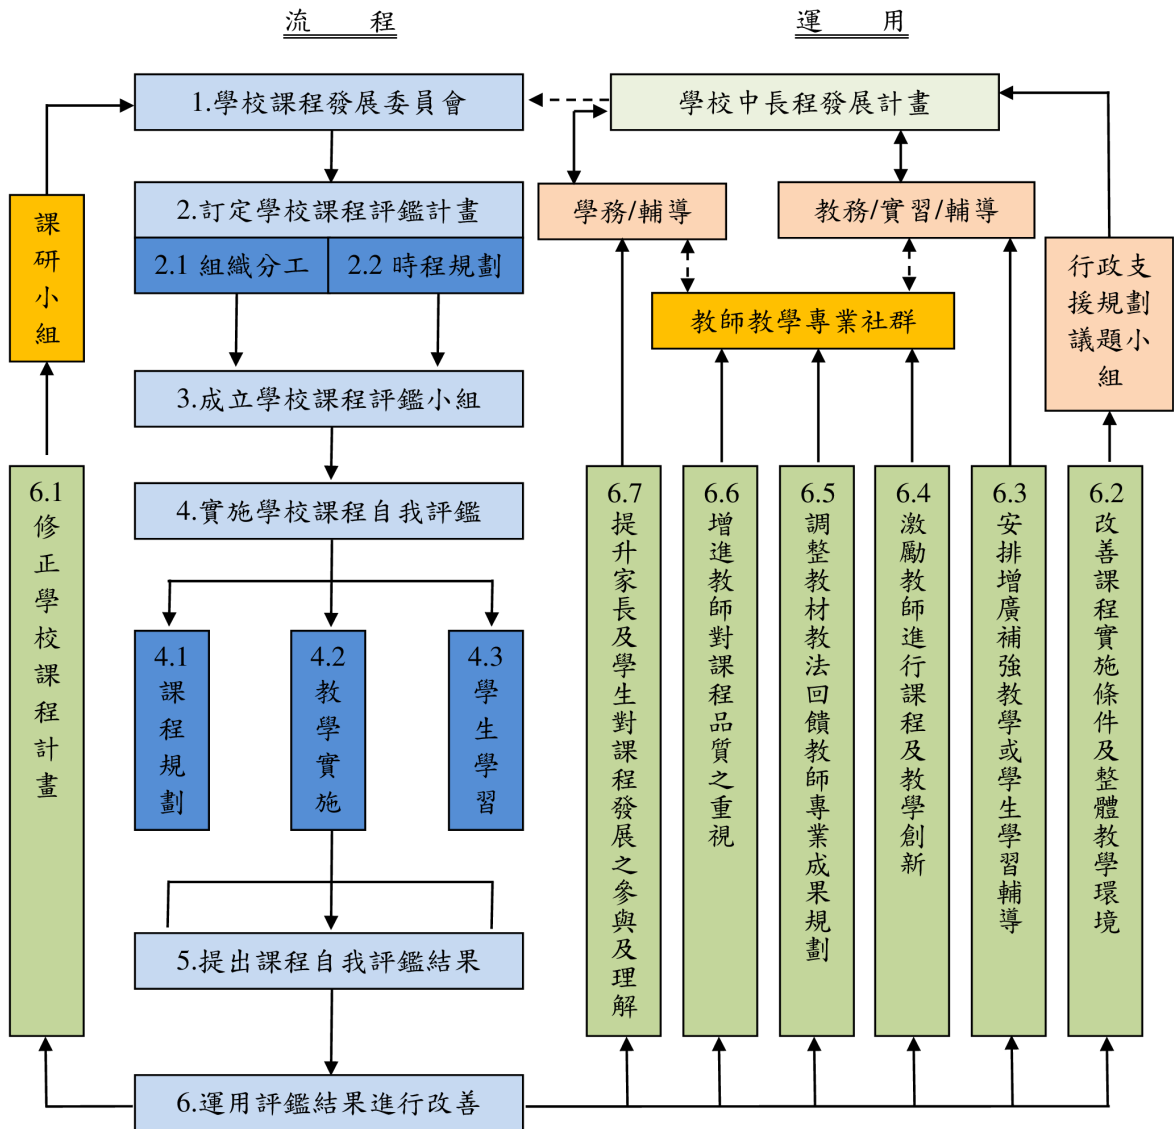 流 程
運 用
1.學校課程發展委員會
學校中長程發展計畫
課研小組
2.訂定學校課程評鑑計畫
2.1 組織分工
2.2 時程規劃
學務/輔導
教務/實習/輔導
行政支
援規劃
議題小
組
教師教學專業社群
3.成立學校課程評鑑小組
4.實施學校課程自我評鑑
4.1
課程規劃
4.2
教學實施
4.3
學生學習
5.提出課程自我評鑑結果
6.運用評鑑結果進行改善
6.1
修正學校課程計畫
6.7
提升家長及學生對課程發展之參與及理解
6.6
增進教師對課程品質之重視
6.5
調整教材教法回饋教師專業成果規劃
6.4
激勵教師進行課程及教學創新
6.3
安排增廣補強教學或學生學習輔導
6.2
改善課程實施條件及整體教學環境